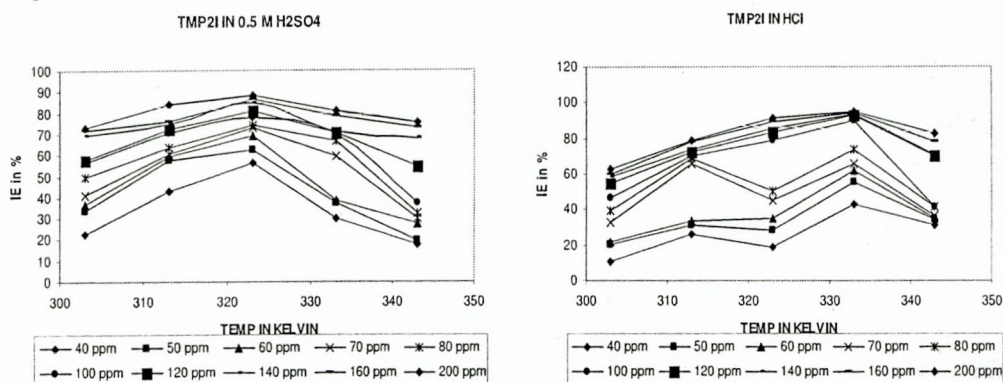 TMP2I IN 0.5 M H2SO4
IE in %
100
90
80
70
60
50
40
30
20
10
0
300 310 320 330 340 350
TEMP IN KELVIN
40 ppm 50 ppm 60 ppm 70 ppm 80 ppm
100 ppm 120 ppm 140 ppm 160 ppm 200 ppm
TMP2I IN HCl
IE in %
120
100
80
60
40
20
0
300 310 320 330 340 350
TEMP IN KELVIN
40 ppm 50 ppm 60 ppm 70 ppm 80 ppm
100 ppm 120 ppm 140 ppm 160 ppm 200 ppm